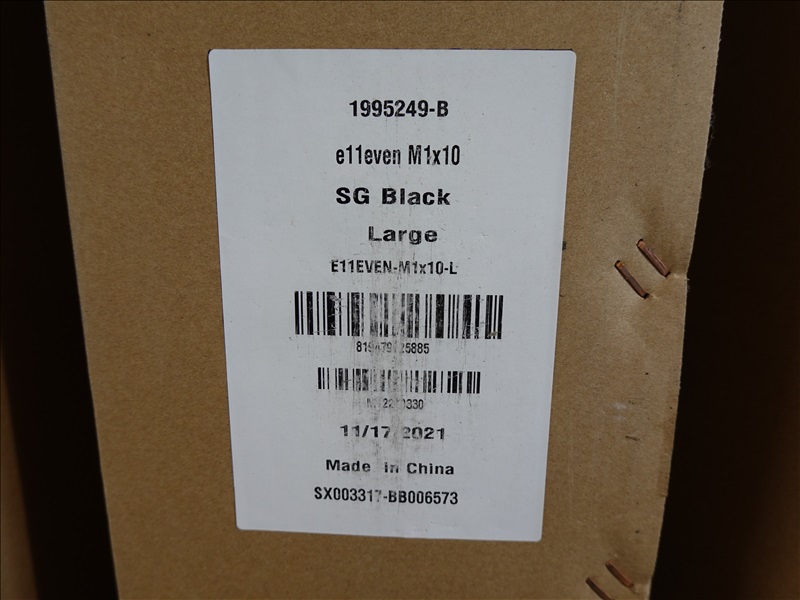 1995249-B
e11even M1x10
SG Black
Large
E11EVEN-M1x10-L
11/17/2021
Made in China
SX003317-BB006573